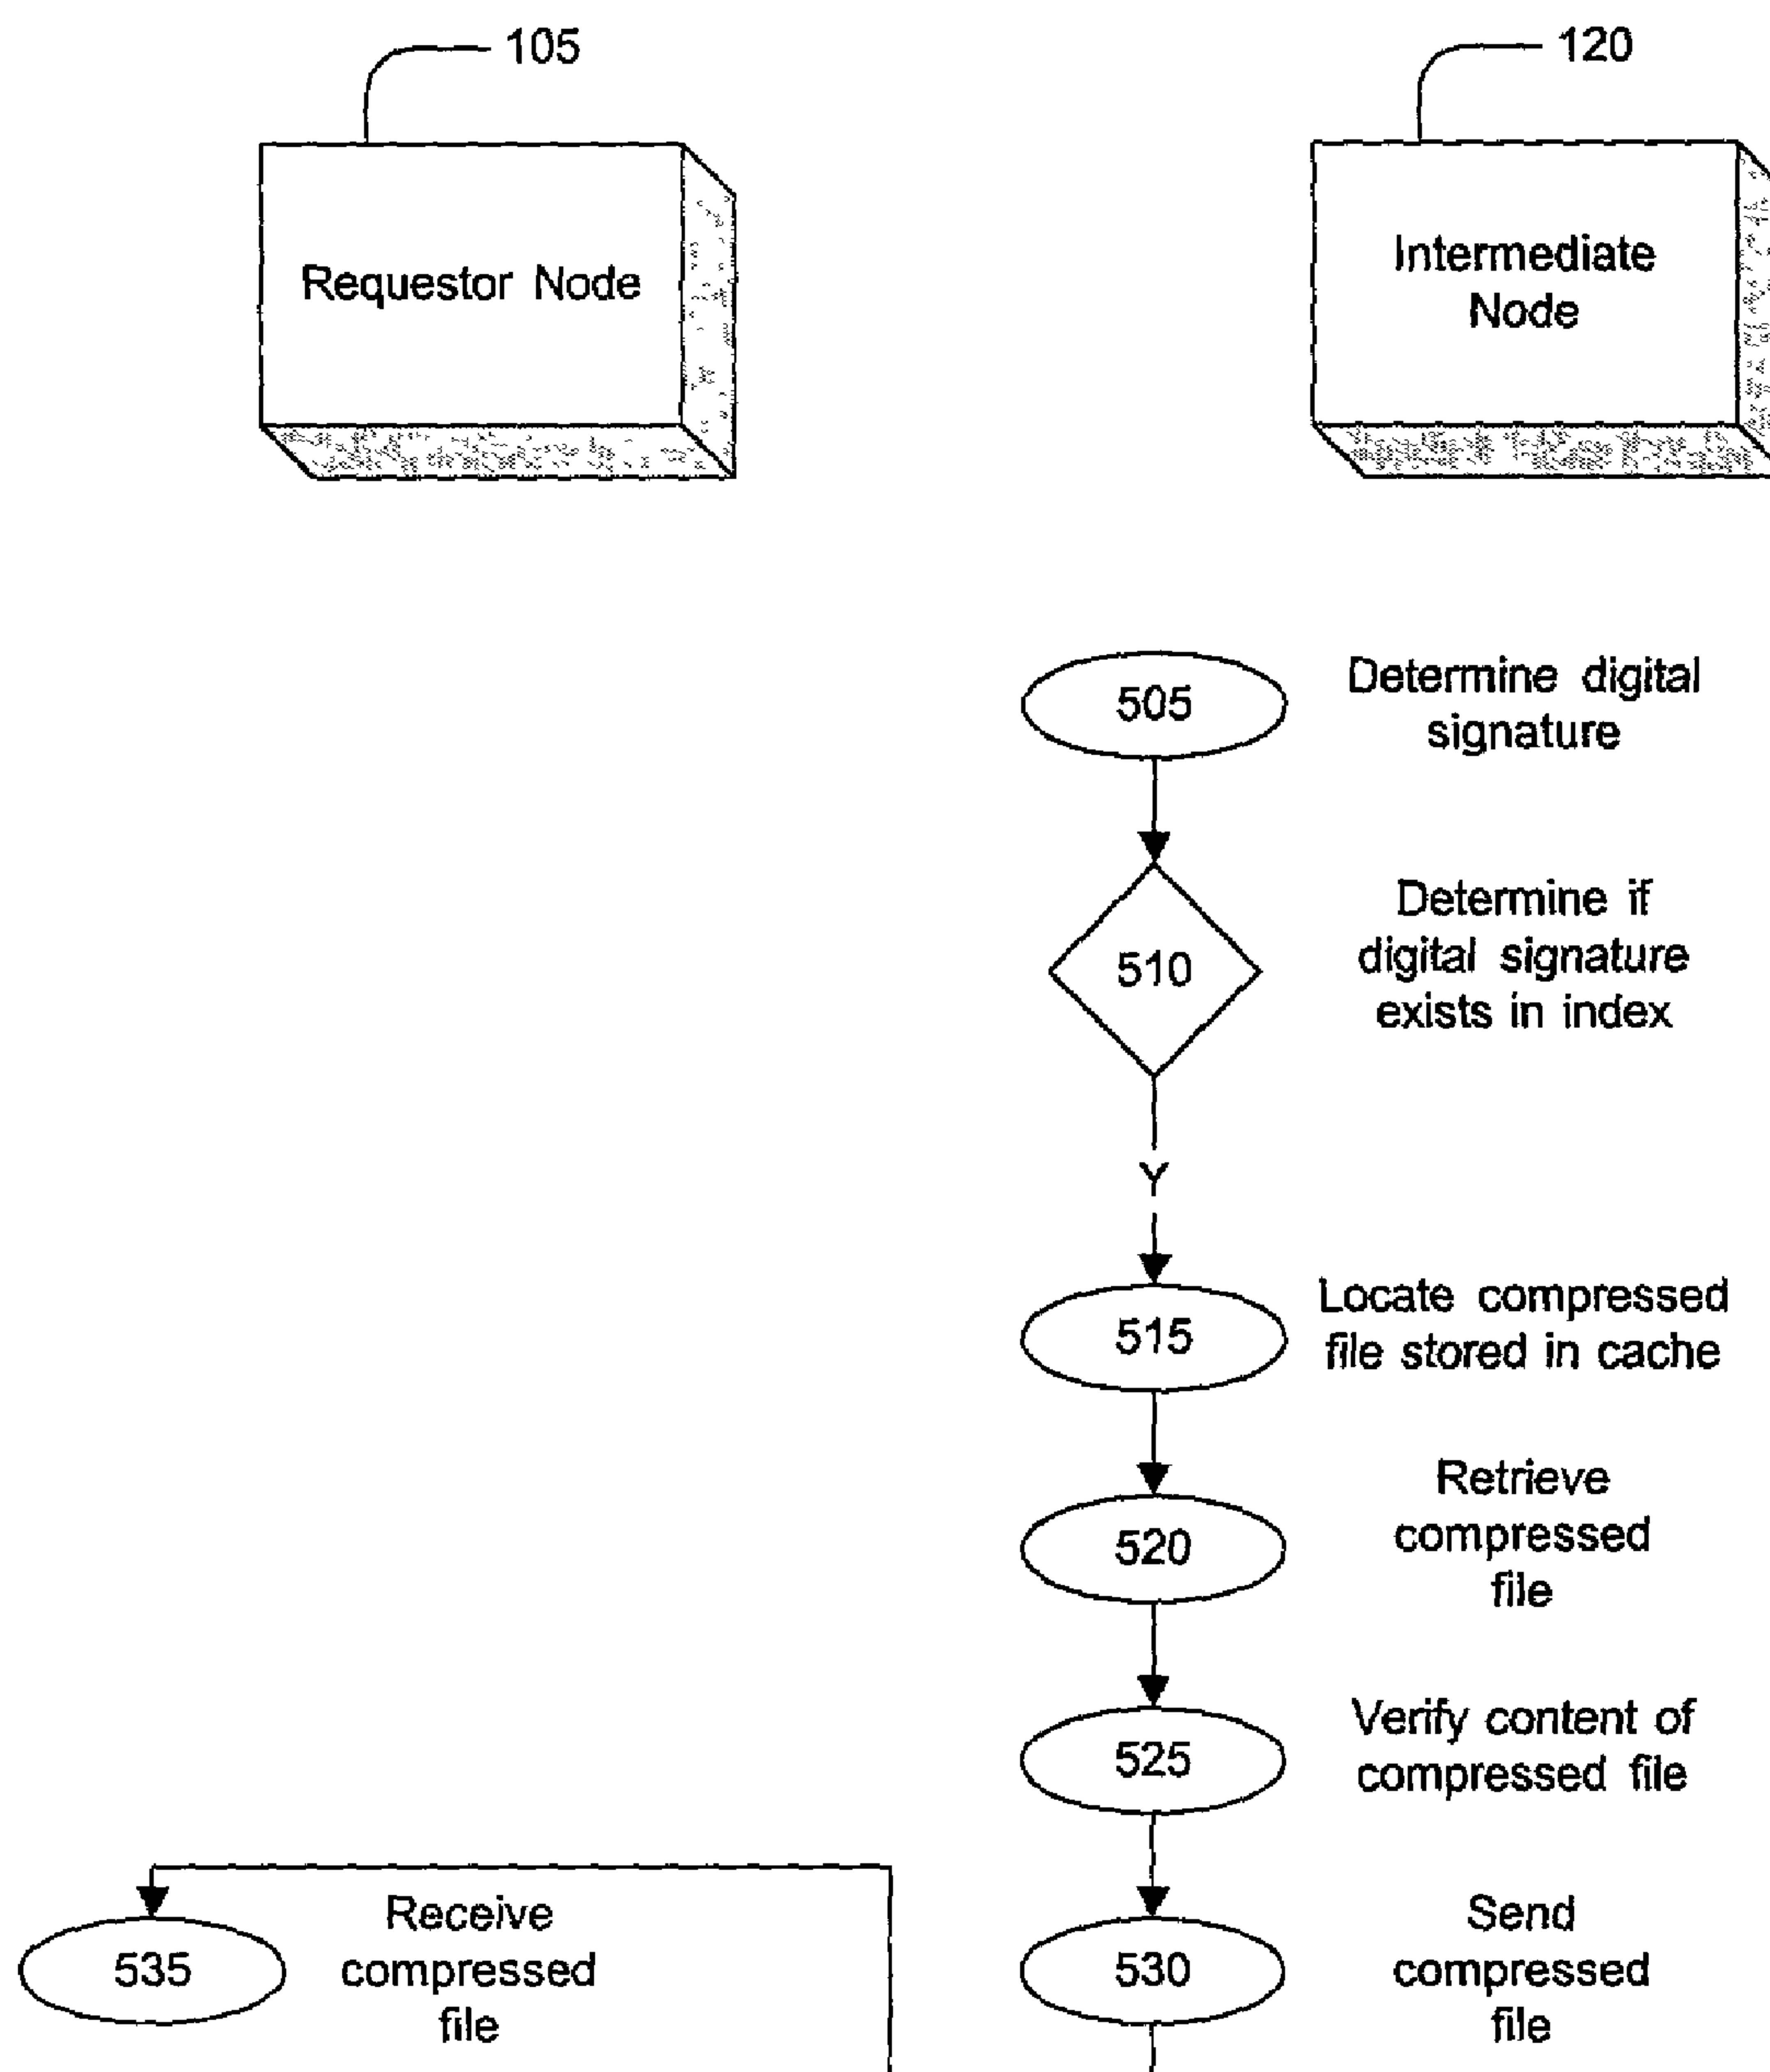 105
120
Requestor Node
Intermediate
Node
505
Determine digital
signature
510
Determine if
digital signature
exists in index
Y
515
Locate compressed
file stored in cache
520
Retrieve
compressed
file
525
Verify content of
compressed file
535
Receive
compressed
file
530
Send
compressed
file